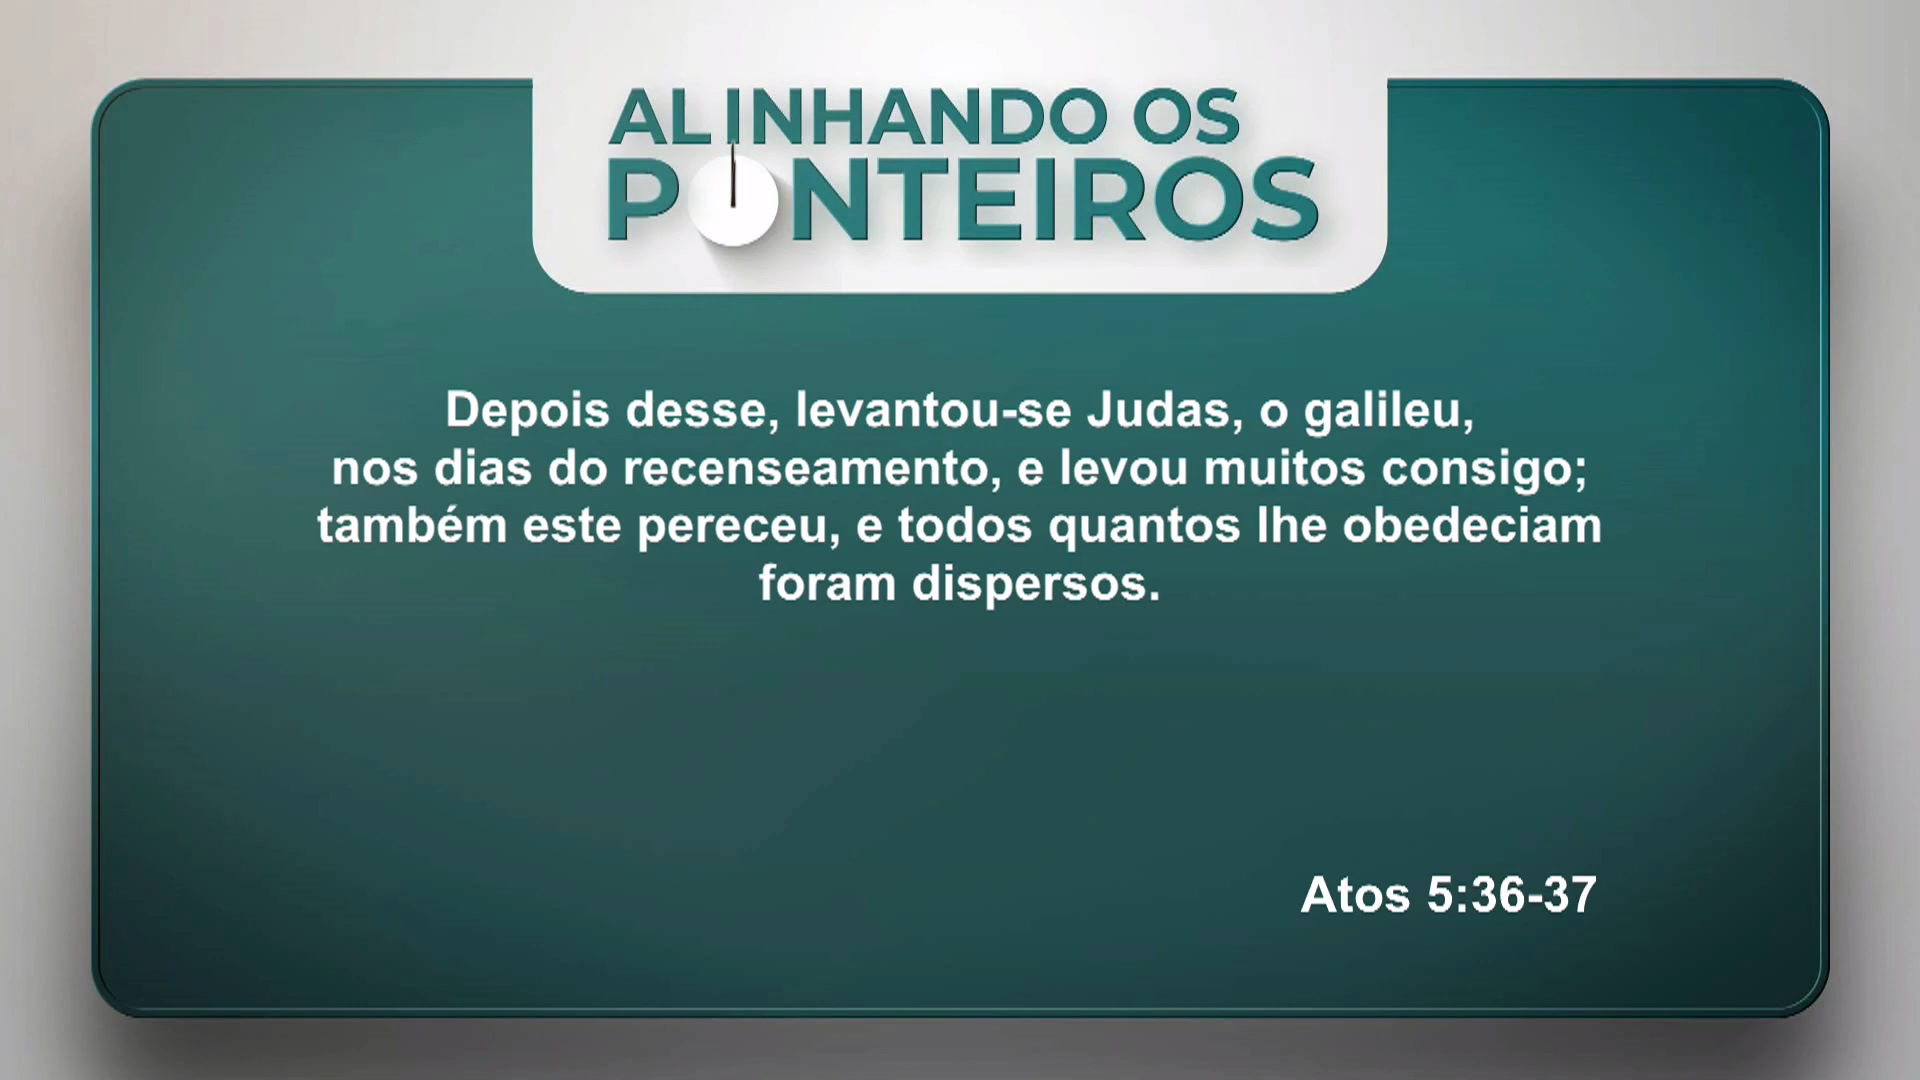 ALINHANDO OS
PONTEIROS
Depois desse, levantou-se Judas, o galileu,
nos dias do recenseamento, e levou muitos consigo;
também este pereceu, e todos quantos lhe obedeciam
foram dispersos.
Atos 5:36-37